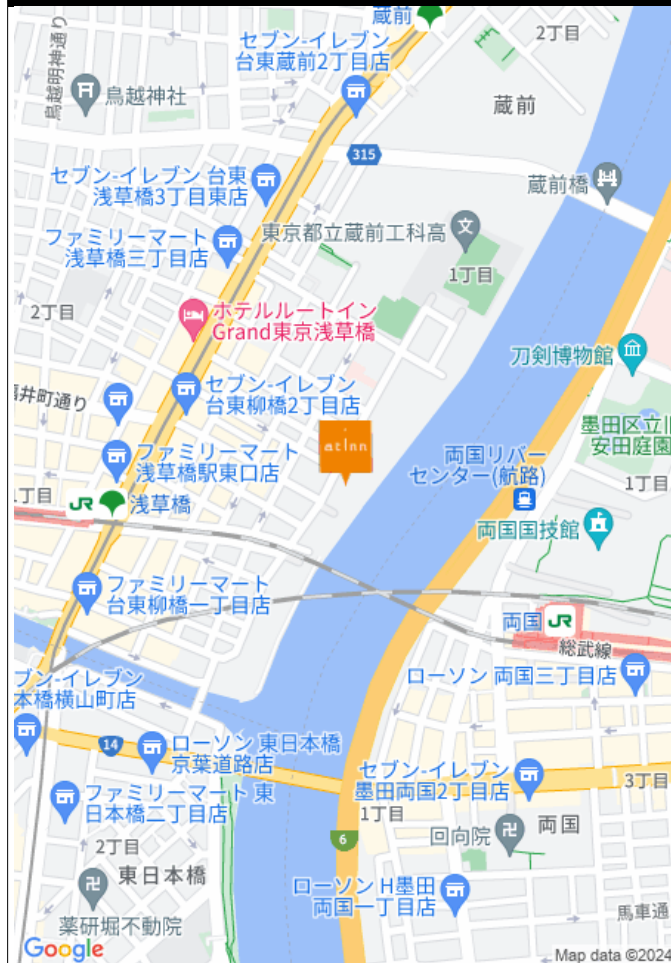 蔵前
セブン-イレブン
台東蔵前2丁目店
2丁目
鳥越明神通り
鳥越神社
蔵前
315
セブン-イレブン 台東
浅草橋3丁目東店
蔵前橋
ファミリーマート
浅草橋三丁目店
東京都立蔵前工科高
1丁目
2丁目
ホテルルートイン
Grand東京浅草橋
刀剣博物館
福井町通り
セブン-イレブン
台東柳橋2丁目店
atinn
墨田区立旧
安田庭園
ファミリーマート
浅草橋駅東口店
両国リバー
センター(航路)
1丁目
1丁目
JR
浅草橋
両国国技館
ファミリーマート
台東柳橋一丁目店
両国
JR
総武線
ローソン 両国三丁目店
ブン-イレブン
本橋横山町店
14
ローソン 東日本橋
京葉道路店
セブン-イレブン
墨田両国2丁目店
3丁目
ファミリーマート 東
日本橋二丁目店
1丁目
6
回向院
両国
2丁目
東日本橋
ローソン H墨田
両国一丁目店
薬研堀不動院
馬車通
Google
Map data ©2024